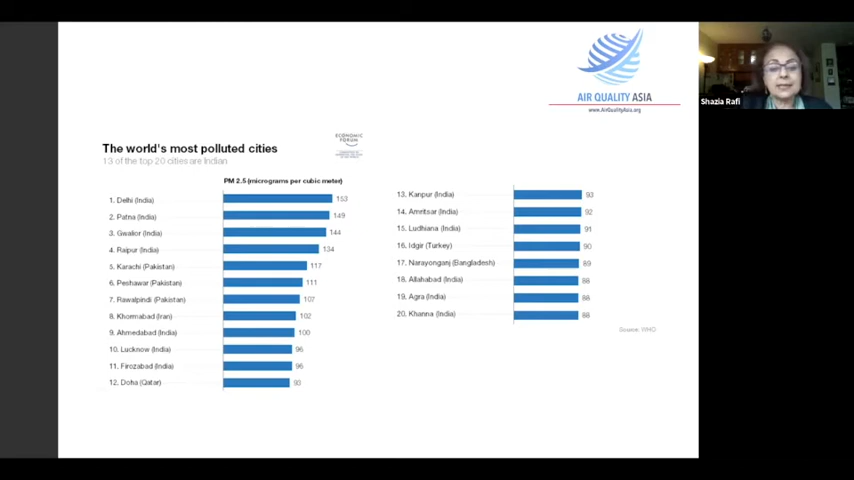 AIR QUALITY ASIA
www.AirQualityAsia.org
Shazia Rafi
The world's most polluted cities
13 of the top 20 cities are Indian
ECONOMIC
FORUM
PM 2.5 (micrograms per cubic meter)
1. Delhi (India) 153
2. Patna (India) 149
3. Gwalior (India) 144
4. Raipur (India) 134
5. Karachi (Pakistan) 117
6. Peshawar (Pakistan) 111
7. Rawalpindi (Pakistan) 107
8. Khormabad (Iran) 102
9. Ahmedabad (India) 100
10. Lucknow (India) 96
11. Firozabad (India) 96
12. Doha (Qatar) 93
13. Kanpur (India) 93
14. Amritsar (India) 92
15. Ludhiana (India) 91
16. Idgir (Turkey) 90
17. Narayonganj (Bangladesh) 89
18. Allahabad (India) 88
19. Agra (India) 88
20. Khanna (India) 88
Source: WHO